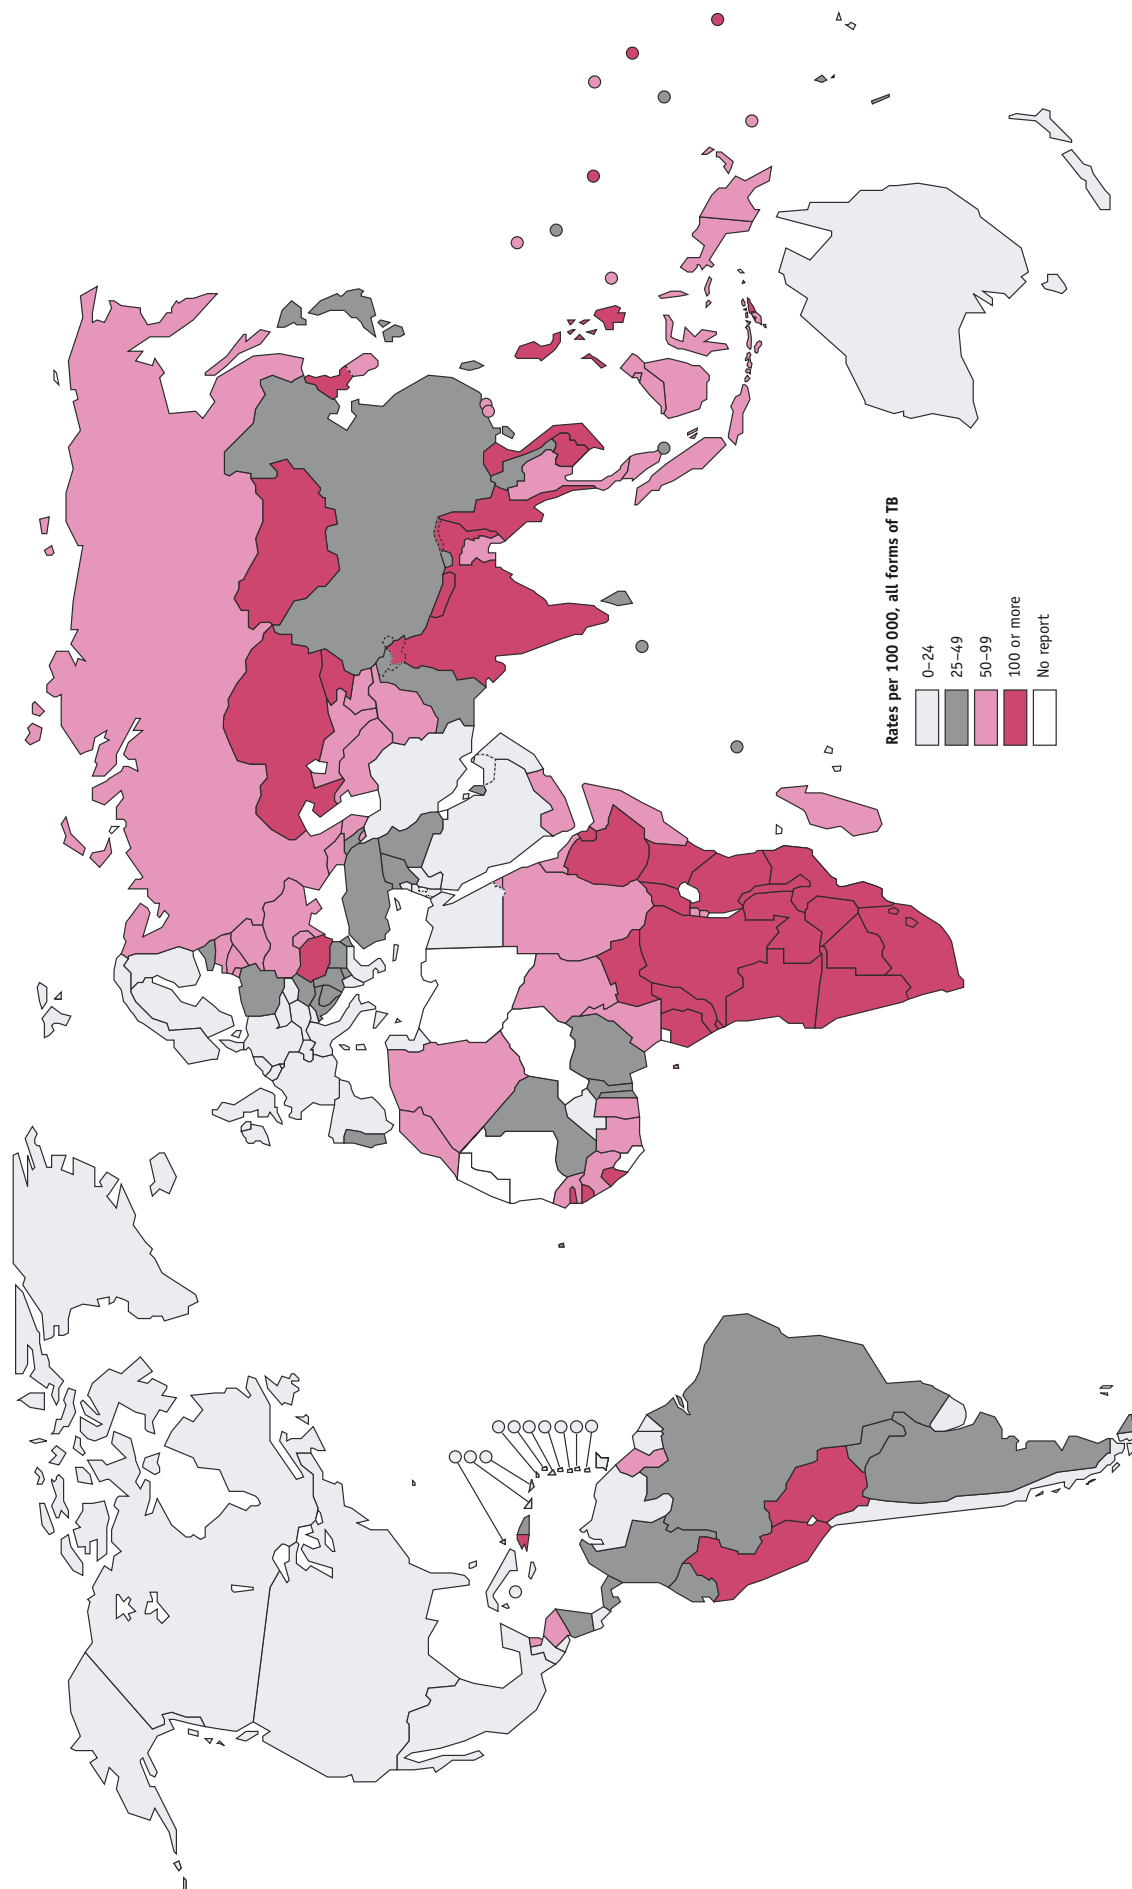 Rates per 100 000, all forms of TB
0–24
25–49
50–99
100 or more
No report